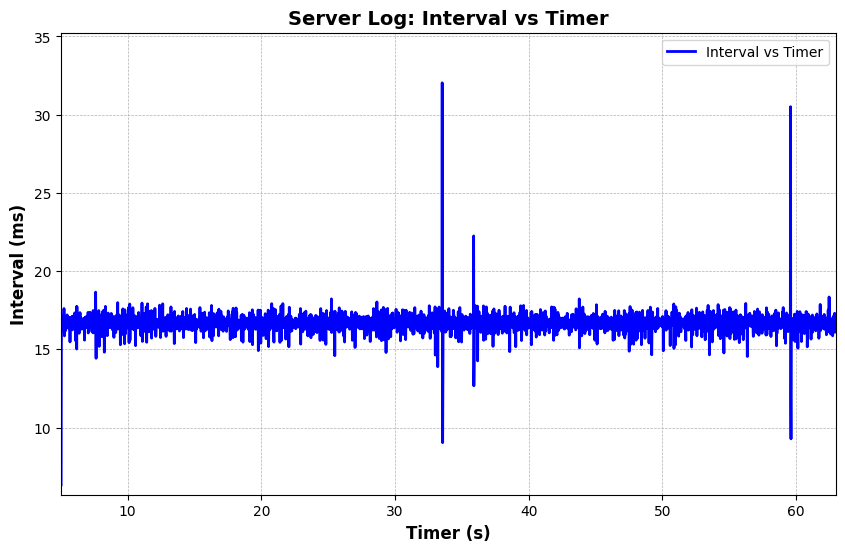 Server Log: Interval vs Timer
Interval vs Timer
35
30
25
20
15
10
Interval (ms)
10 20 30 40 50 60
Timer (s)